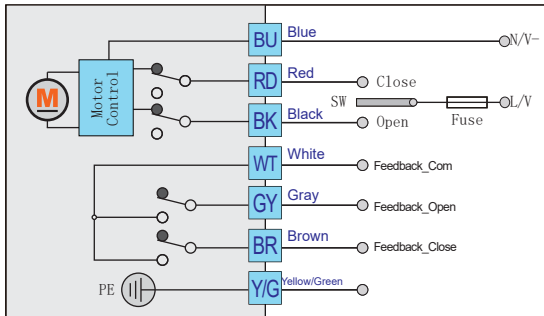 BU Blue N/V-
RD Red Close
M
Motor
Control
SW L/V
BK Black Open Fuse
WT White Feedback_Com
GY Gray Feedback_Open
BR Brown Feedback_Close
PE Y/G Yellow/Green